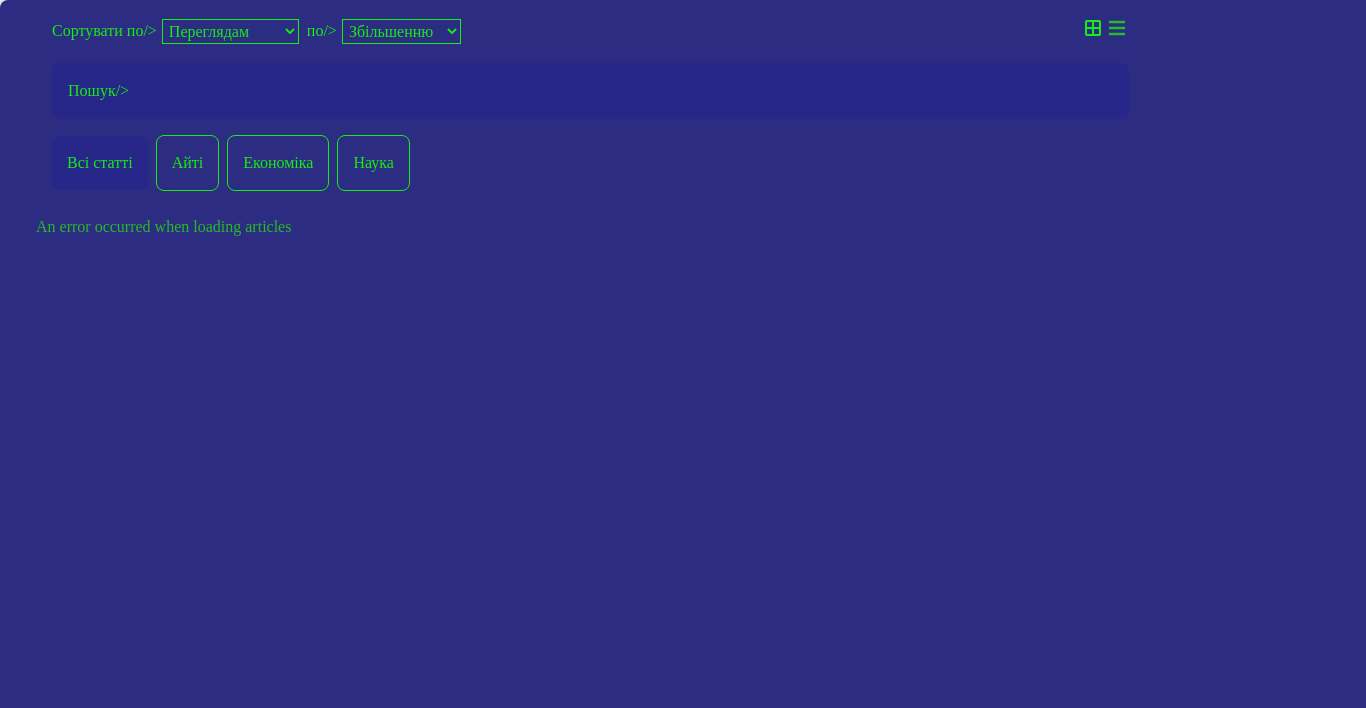 Сортувати по/> Переглядам по/> Збільшенню
Пошук/>
Всі статті Айті Економіка Наука
An error occurred when loading articles